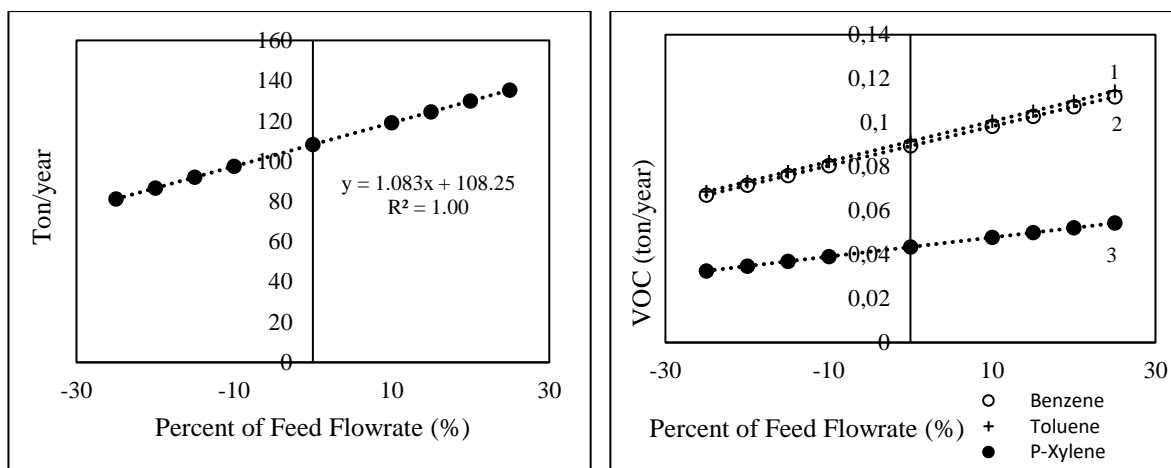 160
140
120
100
80
60
40
20
0
Ton/year
y = 1.083x + 108.25
R² = 1.00
-30 -10 10 30
Percent of Feed Flowrate (%)
0,14
0,12
0,1
0,08
0,06
0,04
0,02
0
VOC (ton/year)
1
2
3
-30 -10 10 30
Percent of Feed Flowrate (%)
Benzene
Toluene
P-Xylene